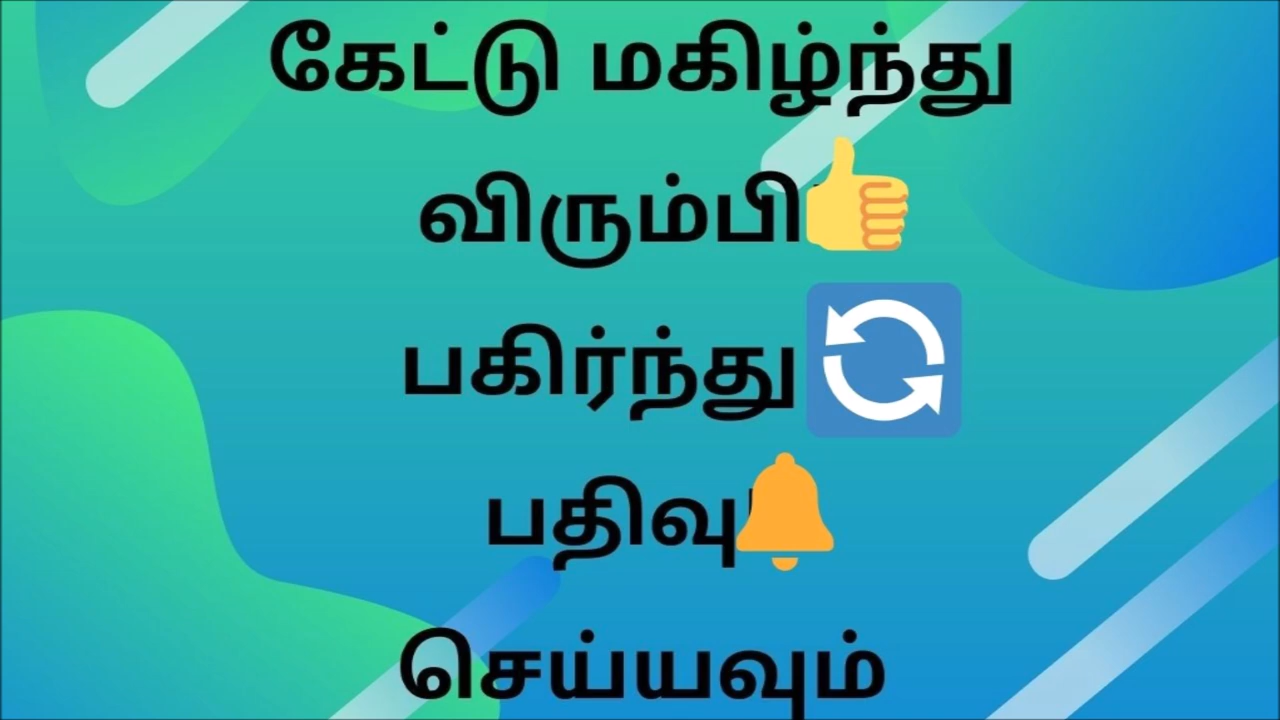 கேட்டு மகிழ்ந்து
விரும்பி
பகிர்ந்து
பதிவு
செய்யவும்